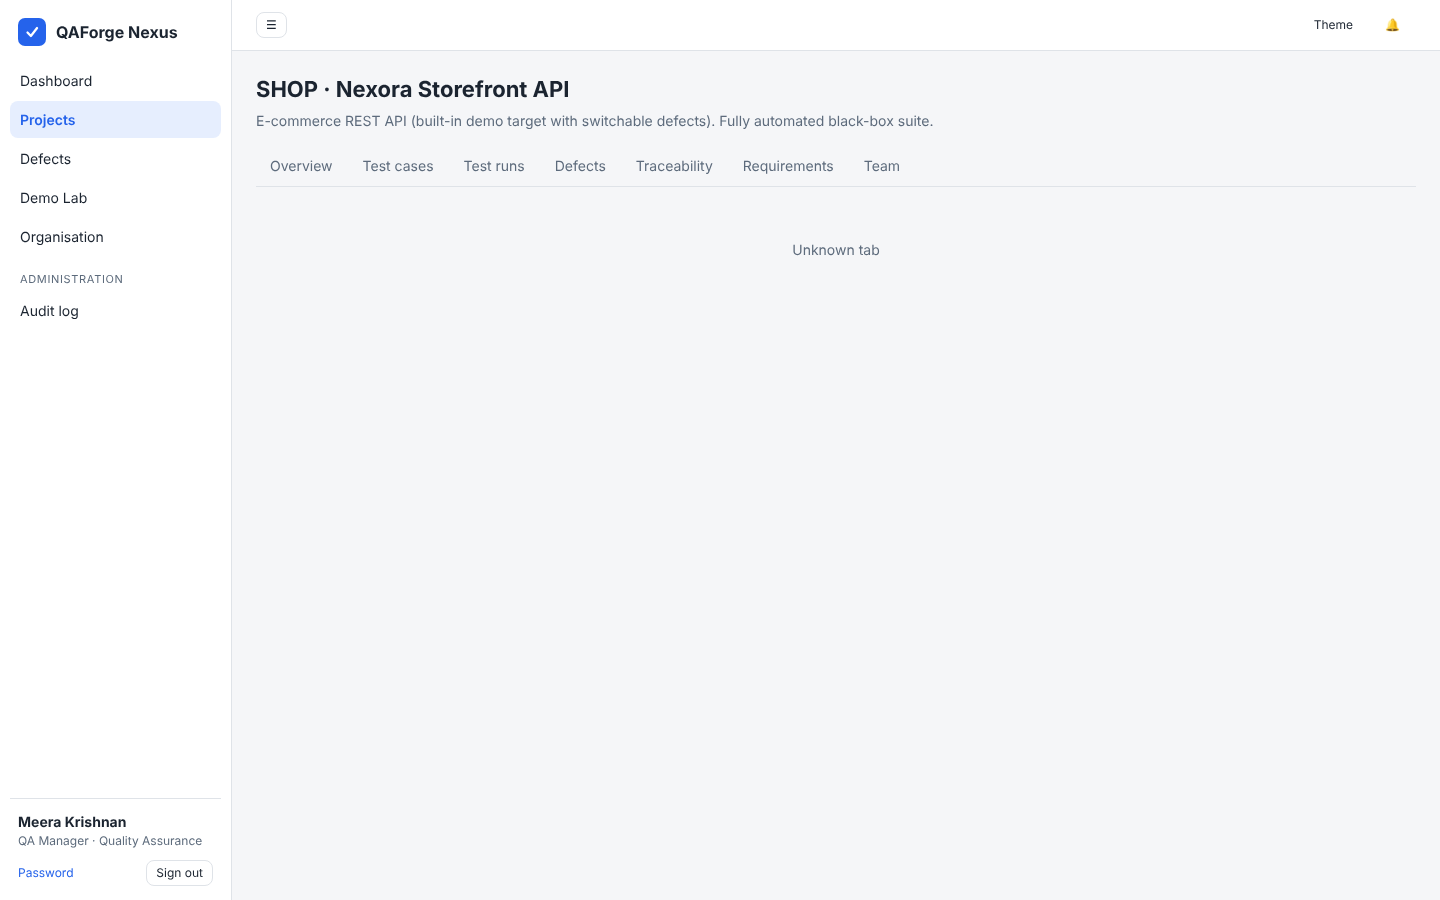 QAForge Nexus
☰
Theme
🔔
Dashboard
Projects
Defects
Demo Lab
Organisation
ADMINISTRATION
Audit log
SHOP · Nexora Storefront API
E-commerce REST API (built-in demo target with switchable defects). Fully automated black-box suite.
Overview Test cases Test runs Defects Traceability Requirements Team
Unknown tab
Meera Krishnan
QA Manager · Quality Assurance
Password Sign out